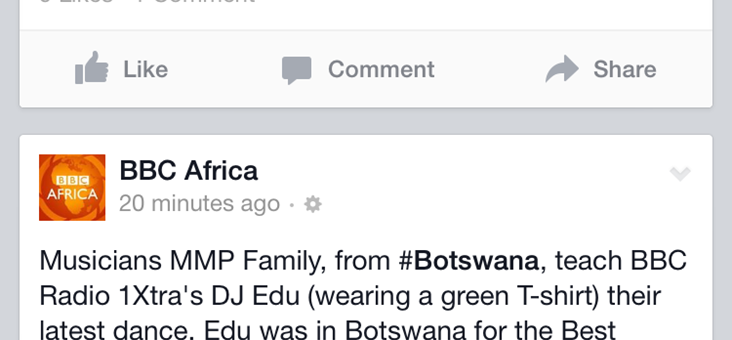 Like Comment Share
BBC
AFRICA
BBC Africa
20 minutes ago ·
Musicians MMP Family, from #Botswana, teach BBC
Radio 1Xtra's DJ Edu (wearing a green T-shirt) their
latest dance. Edu was in Botswana for the Best